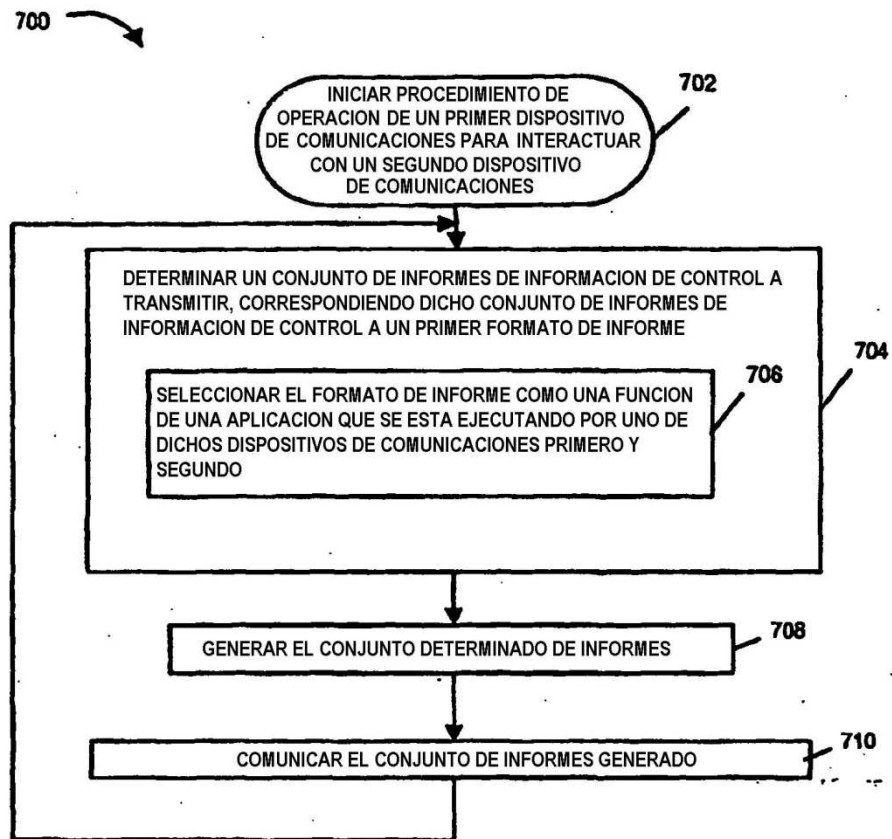 700
702
INICIAR PROCEDIMIENTO DE
OPERACION DE UN PRIMER DISPOSITIVO
DE COMUNICACIONES PARA INTERACTUAR
CON UN SEGUNDO DISPOSITIVO
DE COMUNICACIONES
DETERMINAR UN CONJUNTO DE INFORMES DE INFORMACION DE CONTROL A
TRANSMITIR, CORRESPONDIENDO DICHO CONJUNTO DE INFORMES DE
INFORMACION DE CONTROL A UN PRIMER FORMATO DE INFORME
704
706
SELECCIONAR EL FORMATO DE INFORME COMO UNA FUNCION
DE UNA APLICACION QUE SE ESTA EJECUTANDO POR UNO DE
DICHOS DISPOSITIVOS DE COMUNICACIONES PRIMERO Y
SEGUNDO
708
GENERAR EL CONJUNTO DETERMINADO DE INFORMES
710
COMUNICAR EL CONJUNTO DE INFORMES GENERADO